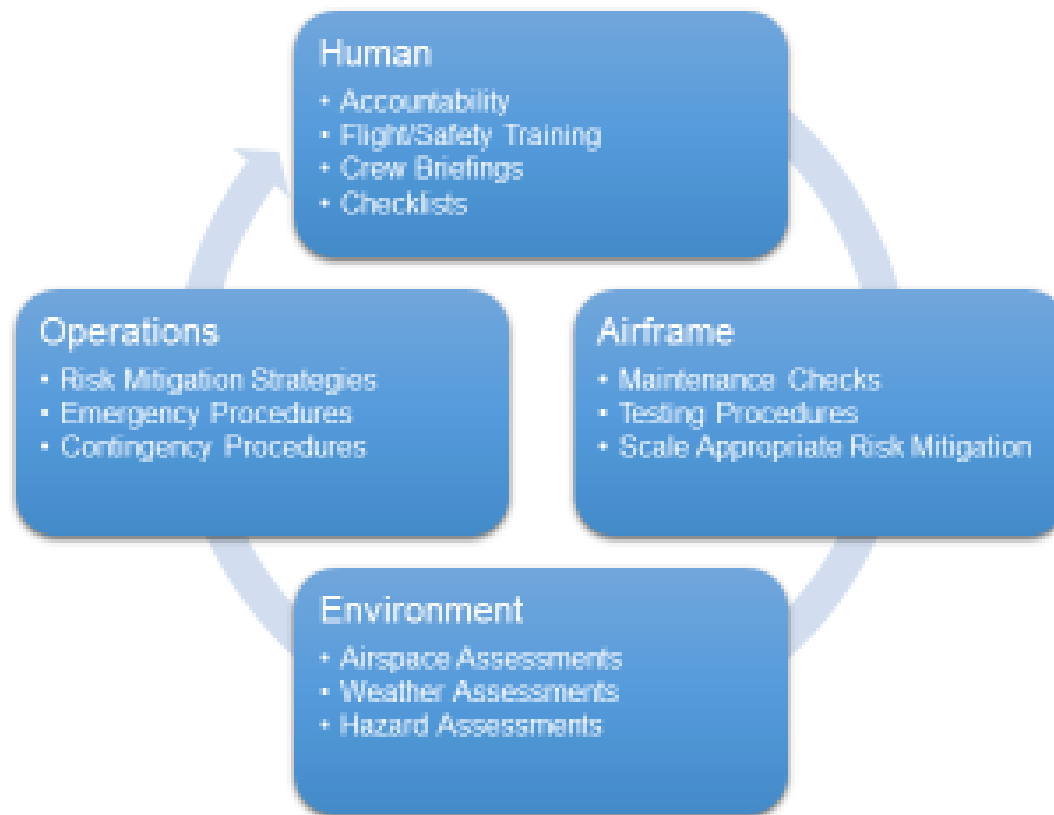 Human
• Accountability
• Flight/Safety Training
• Crew Briefings
• Checklists
Operations
• Risk Mitigation Strategies
• Emergency Procedures
• Contingency Procedures
Airframe
• Maintenance Checks
• Testing Procedures
• Scale Appropriate Risk Mitigation
Environment
• Airspace Assessments
• Weather Assessments
• Hazard Assessments